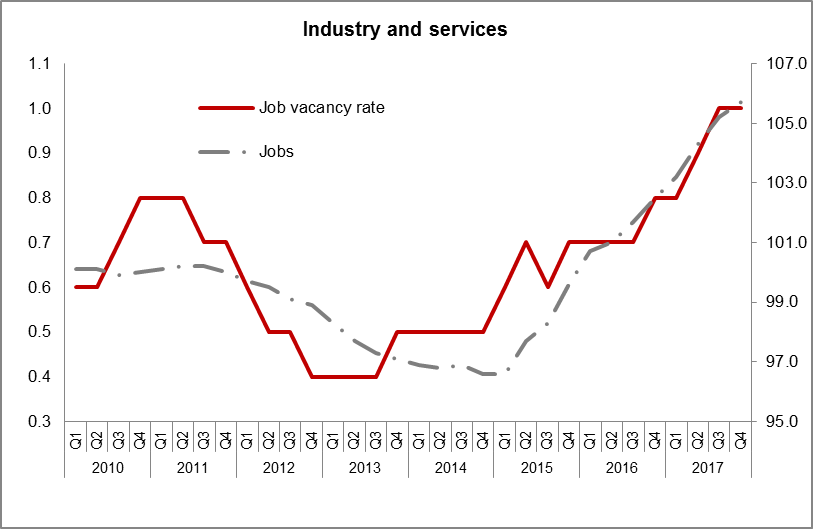 Industry and services
1.1 107.0
1.0 105.0
0.9
0.8 103.0
0.7 101.0
0.6 99.0
0.5
0.4 97.0
0.3 95.0
Job vacancy rate
Jobs
Q1 Q2 Q3 Q4 Q1 Q2 Q3 Q4 Q1 Q2 Q3 Q4 Q1 Q2 Q3 Q4 Q1 Q2 Q3 Q4 Q1 Q2 Q3 Q4 Q1 Q2 Q3 Q4 Q1 Q2 Q3 Q4
2010 2011 2012 2013 2014 2015 2016 2017